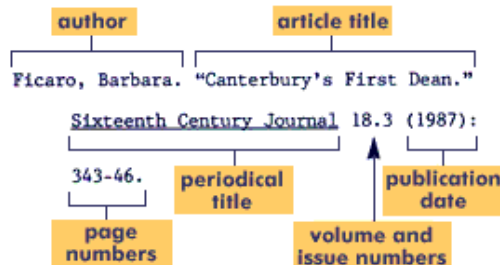 author article title
Ficaro, Barbara. “Canterbury’s First Dean.”
Sixteenth Century Journal 18.3 (1987):
343-46. periodical title publication date
page numbers volume and issue numbers